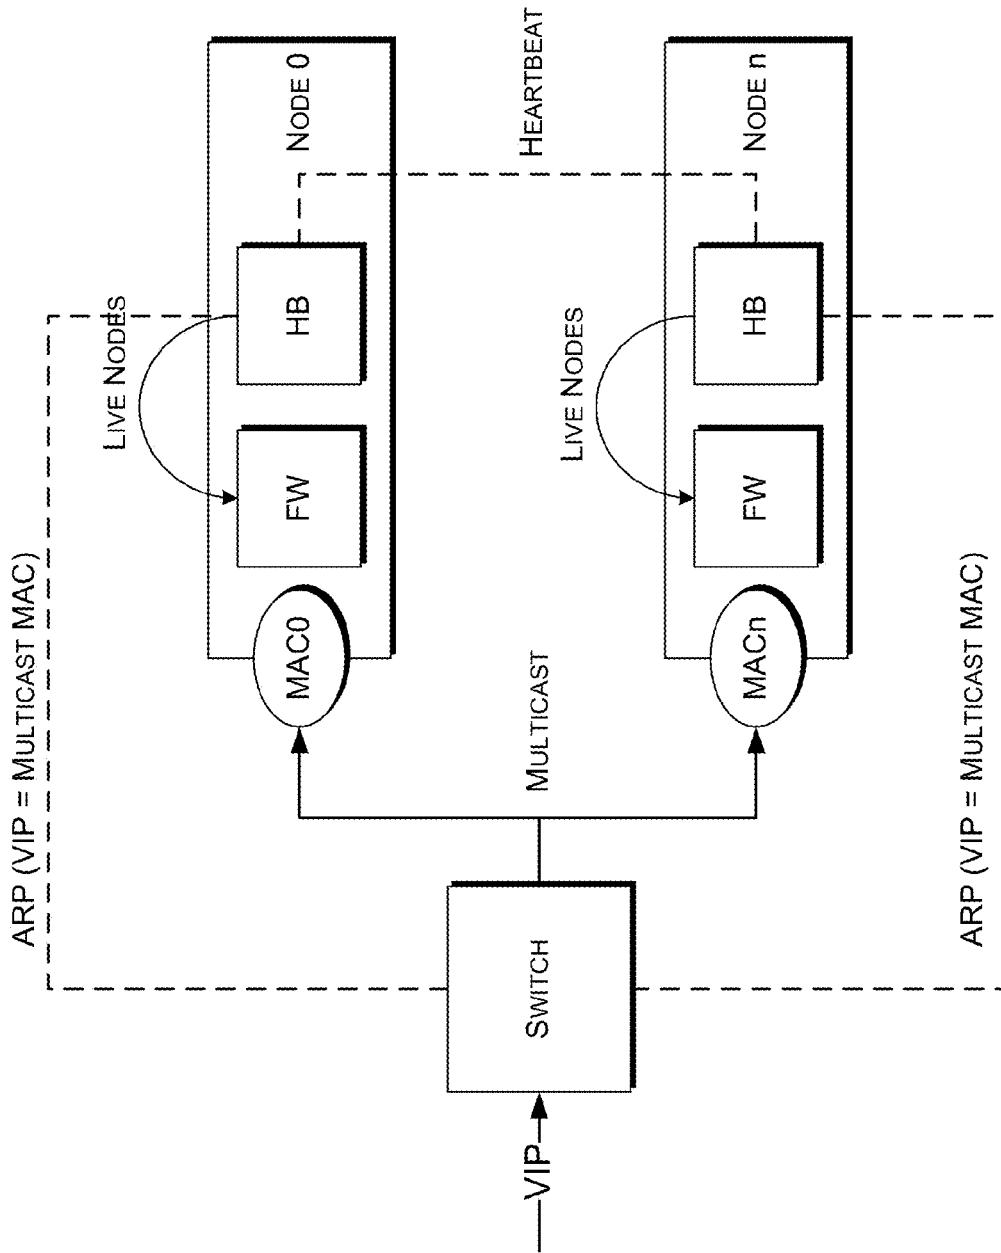 ARP (VIP = MULTICAST MAC)
LIVE NODES
MAC0
FW
HB
NODE 0
VIP
SWITCH
MULTICAST
HEARTBEAT
LIVE NODES
MACn
FW
HB
NODE n
ARP (VIP = MULTICAST MAC)